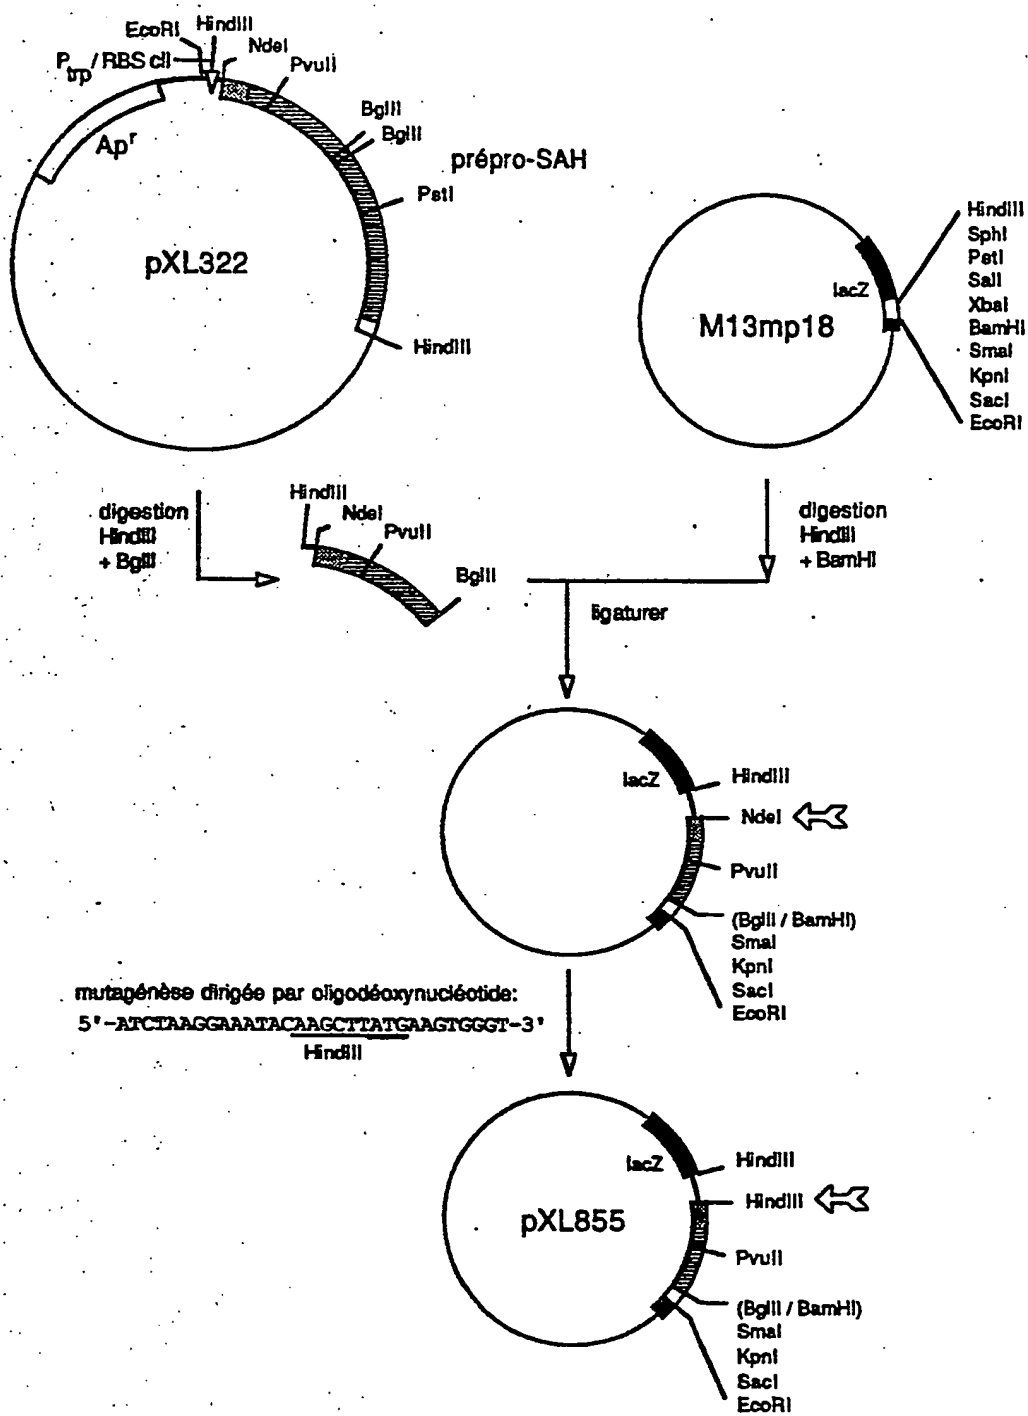 EcoRI
HindIII
P trp / RBS cII
NdeI
PvuII
BglII
BglII
Apr
prépro-SAH
PstI
pXL322
HindIII
lacZ
M13mp18
HindIII
SphI
PstI
SalI
XbaI
BamHI
SmaI
KpnI
SacI
EcoRI
digestion
HindIII
+ BglII
HindIII
NdeI
PvuII
BglII
digestion
HindIII
+ BamHI
ligaturer
lacZ
HindIII
NdeI
PvuII
(BglII / BamHI)
SmaI
KpnI
SacI
EcoRI
mutagénèse dirigée par oligodéoxynucléotide:
5'-ATCTAAGGAAATACAAGCTTATGAAGTGGGT-3'
HindIII
lacZ
HindIII
HindIII
pXL855
PvuII
(BglII / BamHI)
SmaI
KpnI
SacI
EcoRI